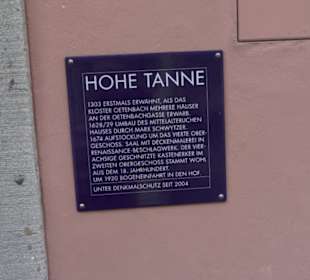 HOHE TANNE
1303 ERSTMALS ERWÄHNT, ALS DAS
KLOSTER OETENBACH MEHRERE HÄUSER
AN DER OETENBACHGASSE ERWARB.
1628/29 UMBAU DES MITTELALTERLICHEN
HAUSES DURCH MARX SCHWYTZER.
1674 AUFSTOCKUNG UM DAS VIERTE OBER-
GESCHOSS. SAAL MIT DECKENMALEREI IN
RENAISSANCE-BESCHLAGWERK. DER VIER-
ACHSIGE GESCHNITZTE KASTENERKER IM
ZWEITEN OBERGESCHOSS STAMMT WOHL
AUS DEM 18. JAHRHUNDERT.
UM 1920 BOGENEINFAHRT IN DEN HOF.
UNTER DENKMALSCHUTZ SEIT 2004